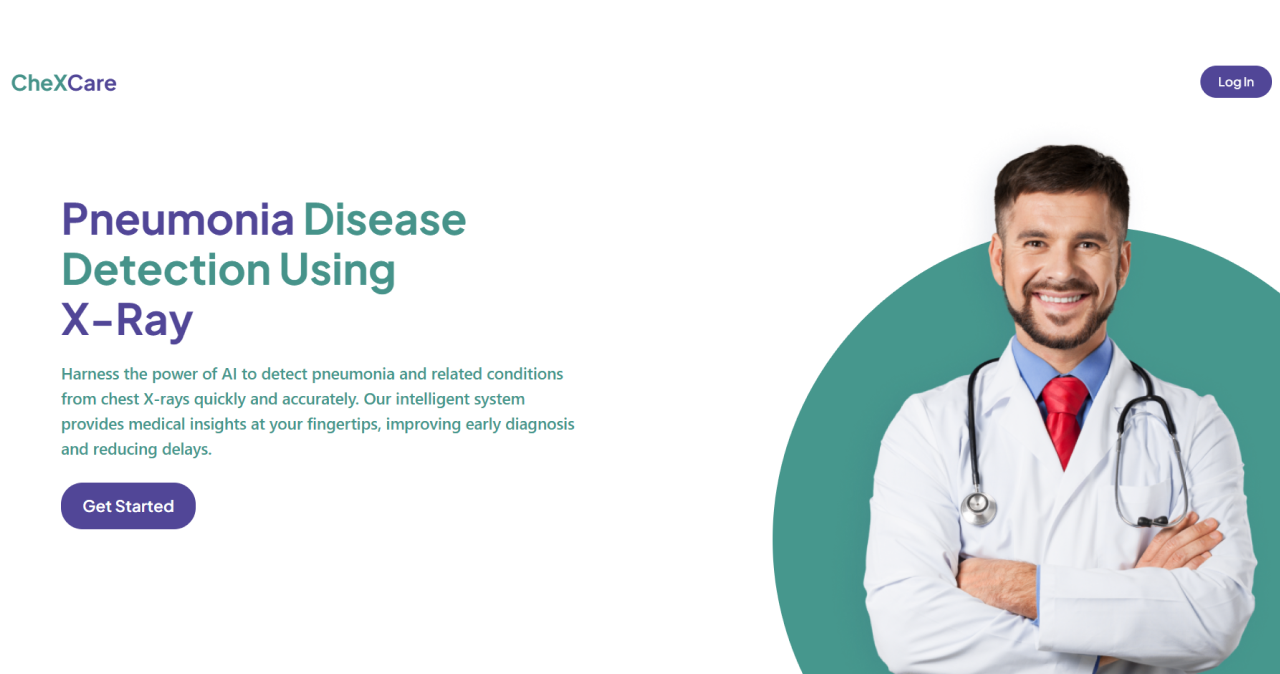 CheXCare
Log In
Pneumonia Disease
Detection Using
X-Ray
Harness the power of AI to detect pneumonia and related conditions
from chest X-rays quickly and accurately. Our intelligent system
provides medical insights at your fingertips, improving early diagnosis
and reducing delays.
Get Started